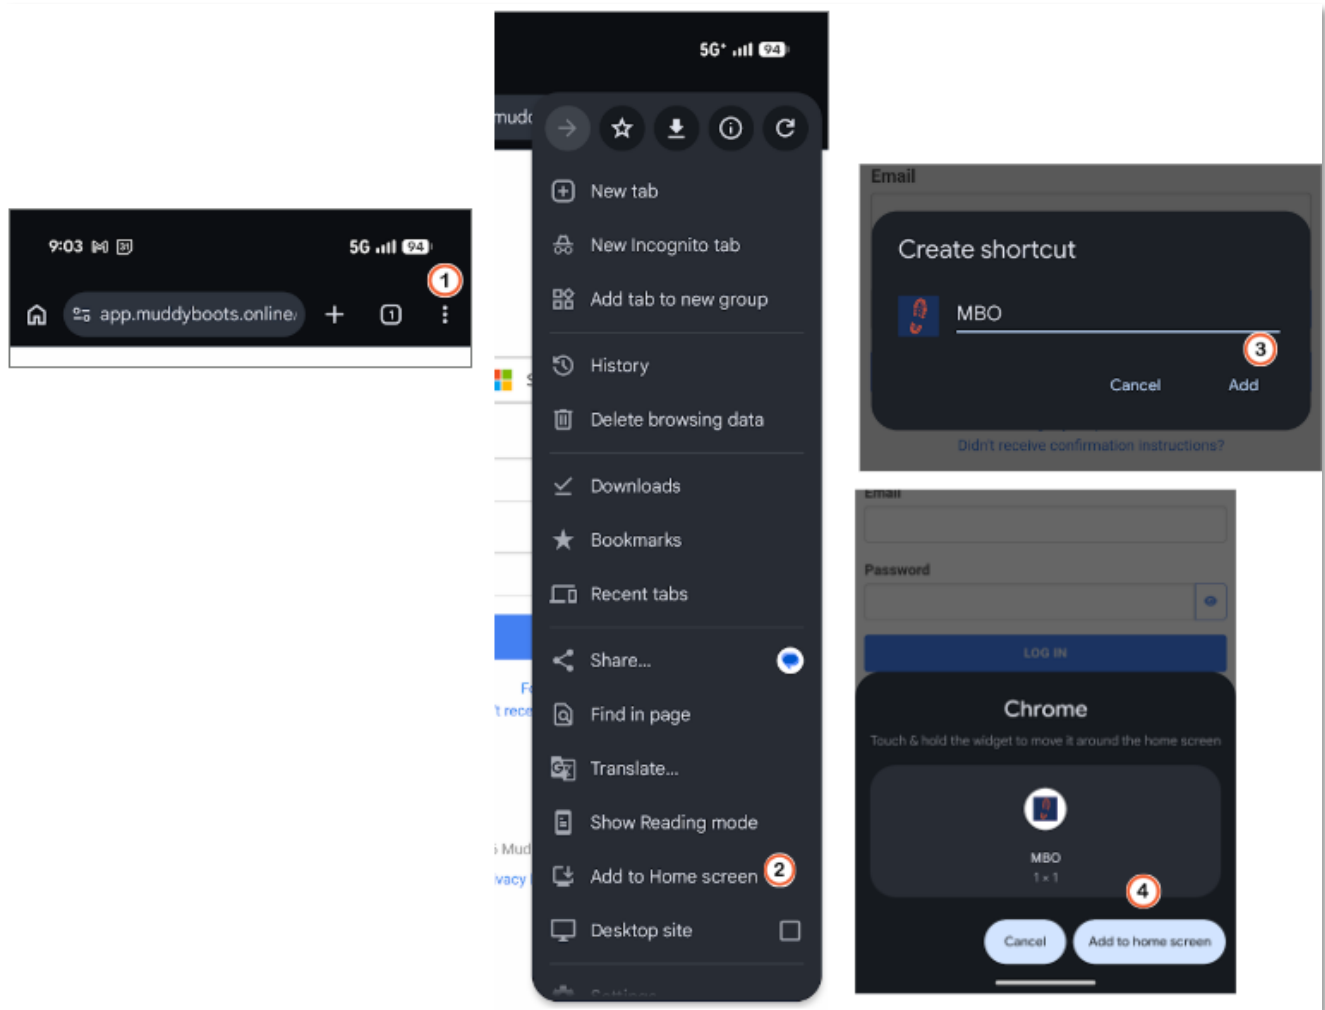 9:03 31 5G 94
1
app.muddyboots.online/ 1
5G+ 94
New tab
New Incognito tab
Add tab to new group
History
Delete browsing data
Downloads
Bookmarks
Recent tabs
Share...
Find in page
Translate...
Show Reading mode
Add to Home screen 2
Desktop site
Settings
Email
Create shortcut
MBO
3
Cancel Add
Didn't receive confirmation instructions?
Email
Password
LOG IN
Chrome
Touch & hold the widget to move it around the home screen
MBO
1 × 1
4
Cancel Add to home screen